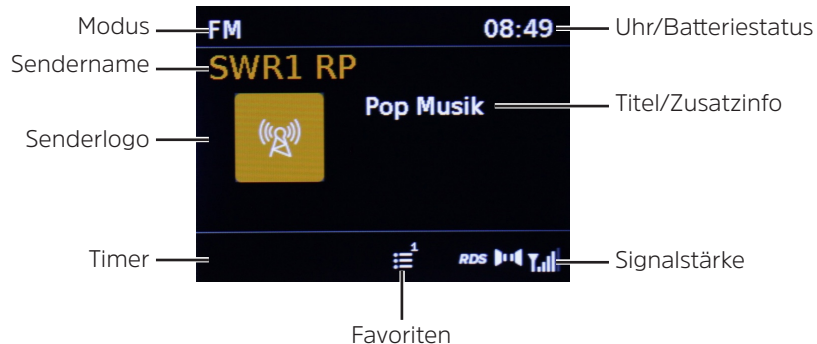 Modus
FM
08:49
Uhr/Batteriestatus
Sendername
SWR1 RP
Pop Musik
Titel/Zusatzinfo
Senderlogo
Timer
1
RDS
Signalstärke
Favoriten